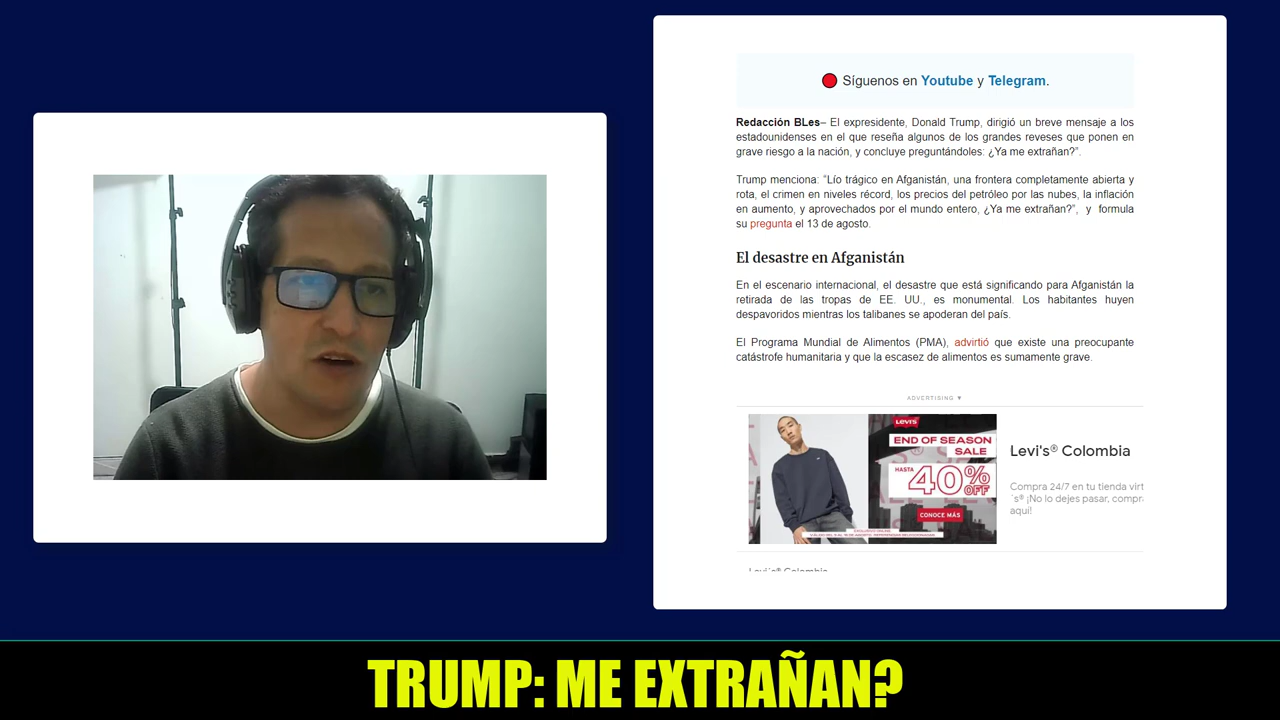 Síguenos en Youtube y Telegram.
Redacción BLes– El expresidente, Donald Trump, dirigió un breve mensaje a los
estadounidenses en el que reseña algunos de los grandes reveses que ponen en
grave riesgo a la nación, y concluye preguntándoles: ¿Ya me extrañan?”.
Trump menciona: “Lío trágico en Afganistán, una frontera completamente abierta y
rota, el crimen en niveles récord, los precios del petróleo por las nubes, la inflación
en aumento, y aprovechados por el mundo entero, ¿Ya me extrañan?”, y formula
su pregunta el 13 de agosto.
El desastre en Afganistán
En el escenario internacional, el desastre que está significando para Afganistán la
retirada de las tropas de EE. UU., es monumental. Los habitantes huyen
despavoridos mientras los talibanes se apoderan del país.
El Programa Mundial de Alimentos (PMA), advirtió que existe una preocupante
catástrofe humanitaria y que la escasez de alimentos es sumamente grave.
ADVERTISING ▼
Levi's
END OF SEASON
SALE
HASTA
40%
OFF
CONOCE MÁS
Levi's® Colombia
Compra 24/7 en tu tienda virt
´s® ¡No lo dejes pasar, compr
aquí!
TRUMP: ME EXTRAÑAN?